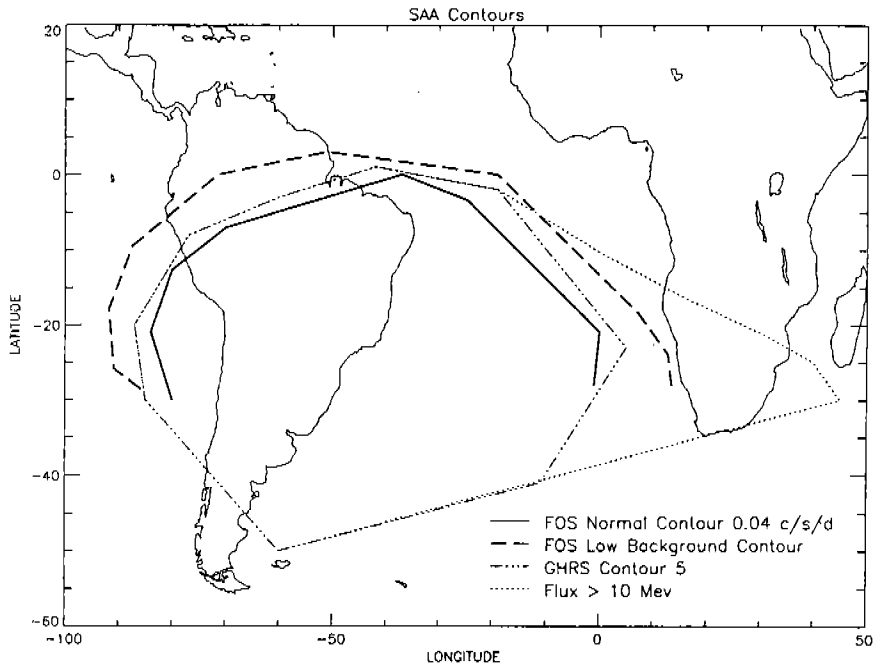 SAA Contours
20
0
-20
-40
-60
LATITUDE
-100
-50
0
50
LONGITUDE
FOS Normal Contour 0.04 c/s/d
FOS Low Background Contour
GHRS Contour 5
Flux > 10 Mev